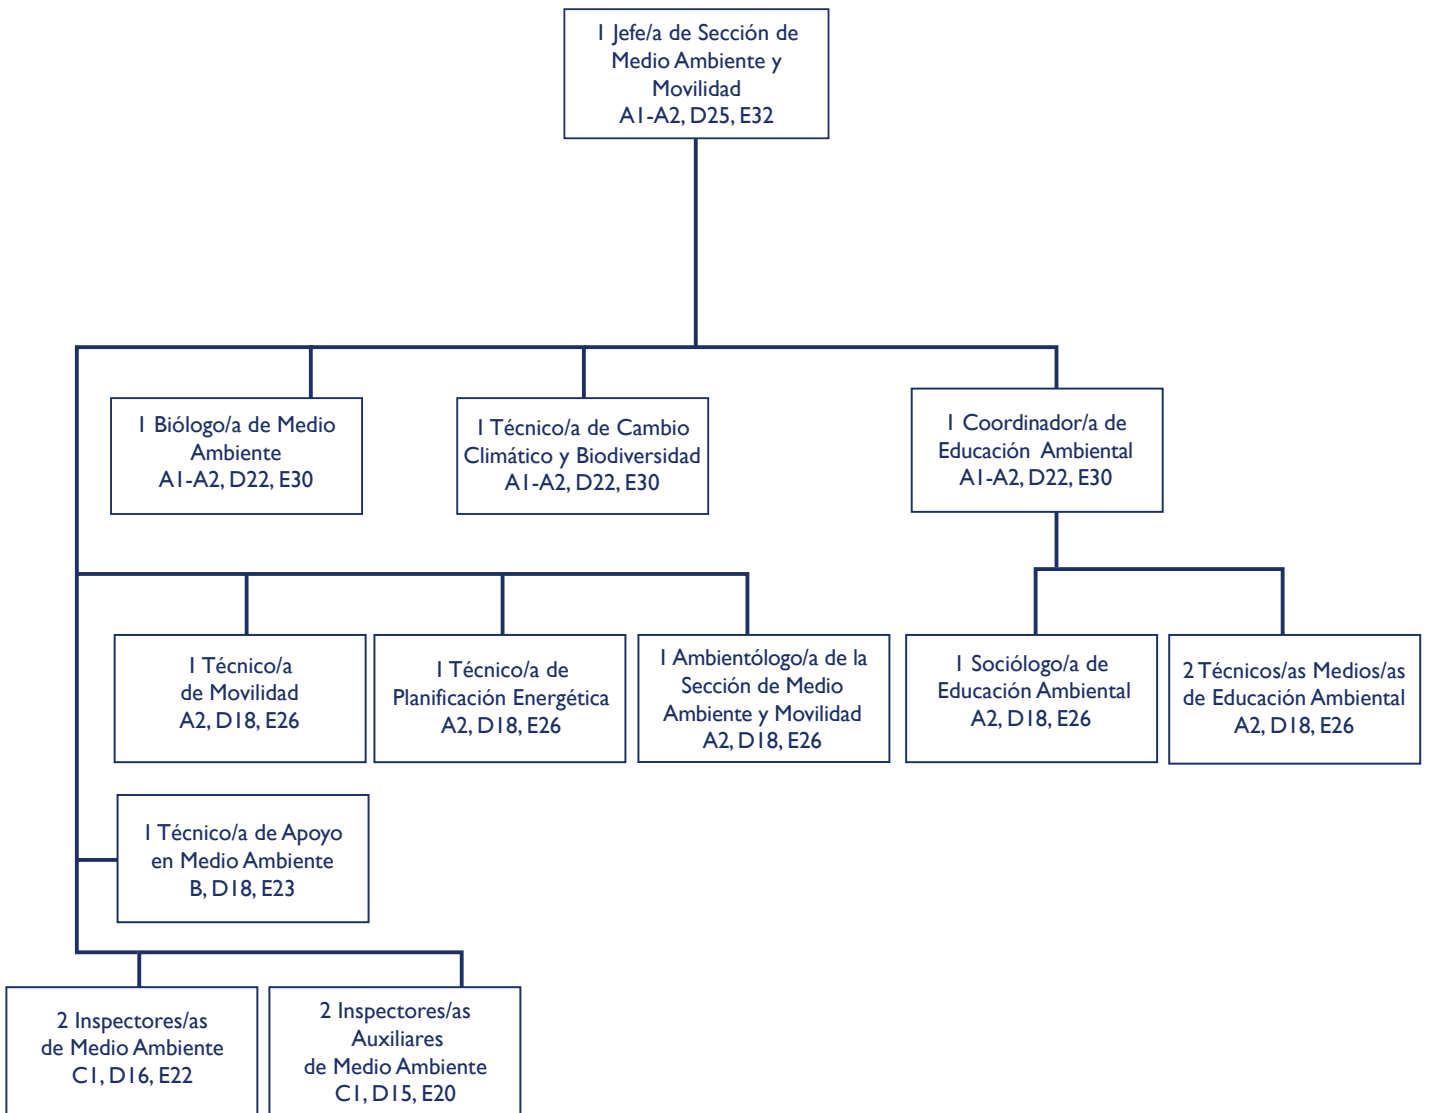 1 Jefe/a de Sección de
Medio Ambiente y
Movilidad
A1-A2, D25, E32
1 Biólogo/a de Medio
Ambiente
A1-A2, D22, E30
1 Técnico/a de Cambio
Climático y Biodiversidad
A1-A2, D22, E30
1 Coordinador/a de
Educación Ambiental
A1-A2, D22, E30
1 Técnico/a
de Movilidad
A2, D18, E26
1 Técnico/a de
Planificación Energética
A2, D18, E26
1 Ambientólogo/a de la
Sección de Medio
Ambiente y Movilidad
A2, D18, E26
1 Sociólogo/a de
Educación Ambiental
A2, D18, E26
2 Técnicos/as Medios/as
de Educación Ambiental
A2, D18, E26
1 Técnico/a de Apoyo
en Medio Ambiente
B, D18, E23
2 Inspectores/as
de Medio Ambiente
C1, D16, E22
2 Inspectores/as
Auxiliares
de Medio Ambiente
C1, D15, E20